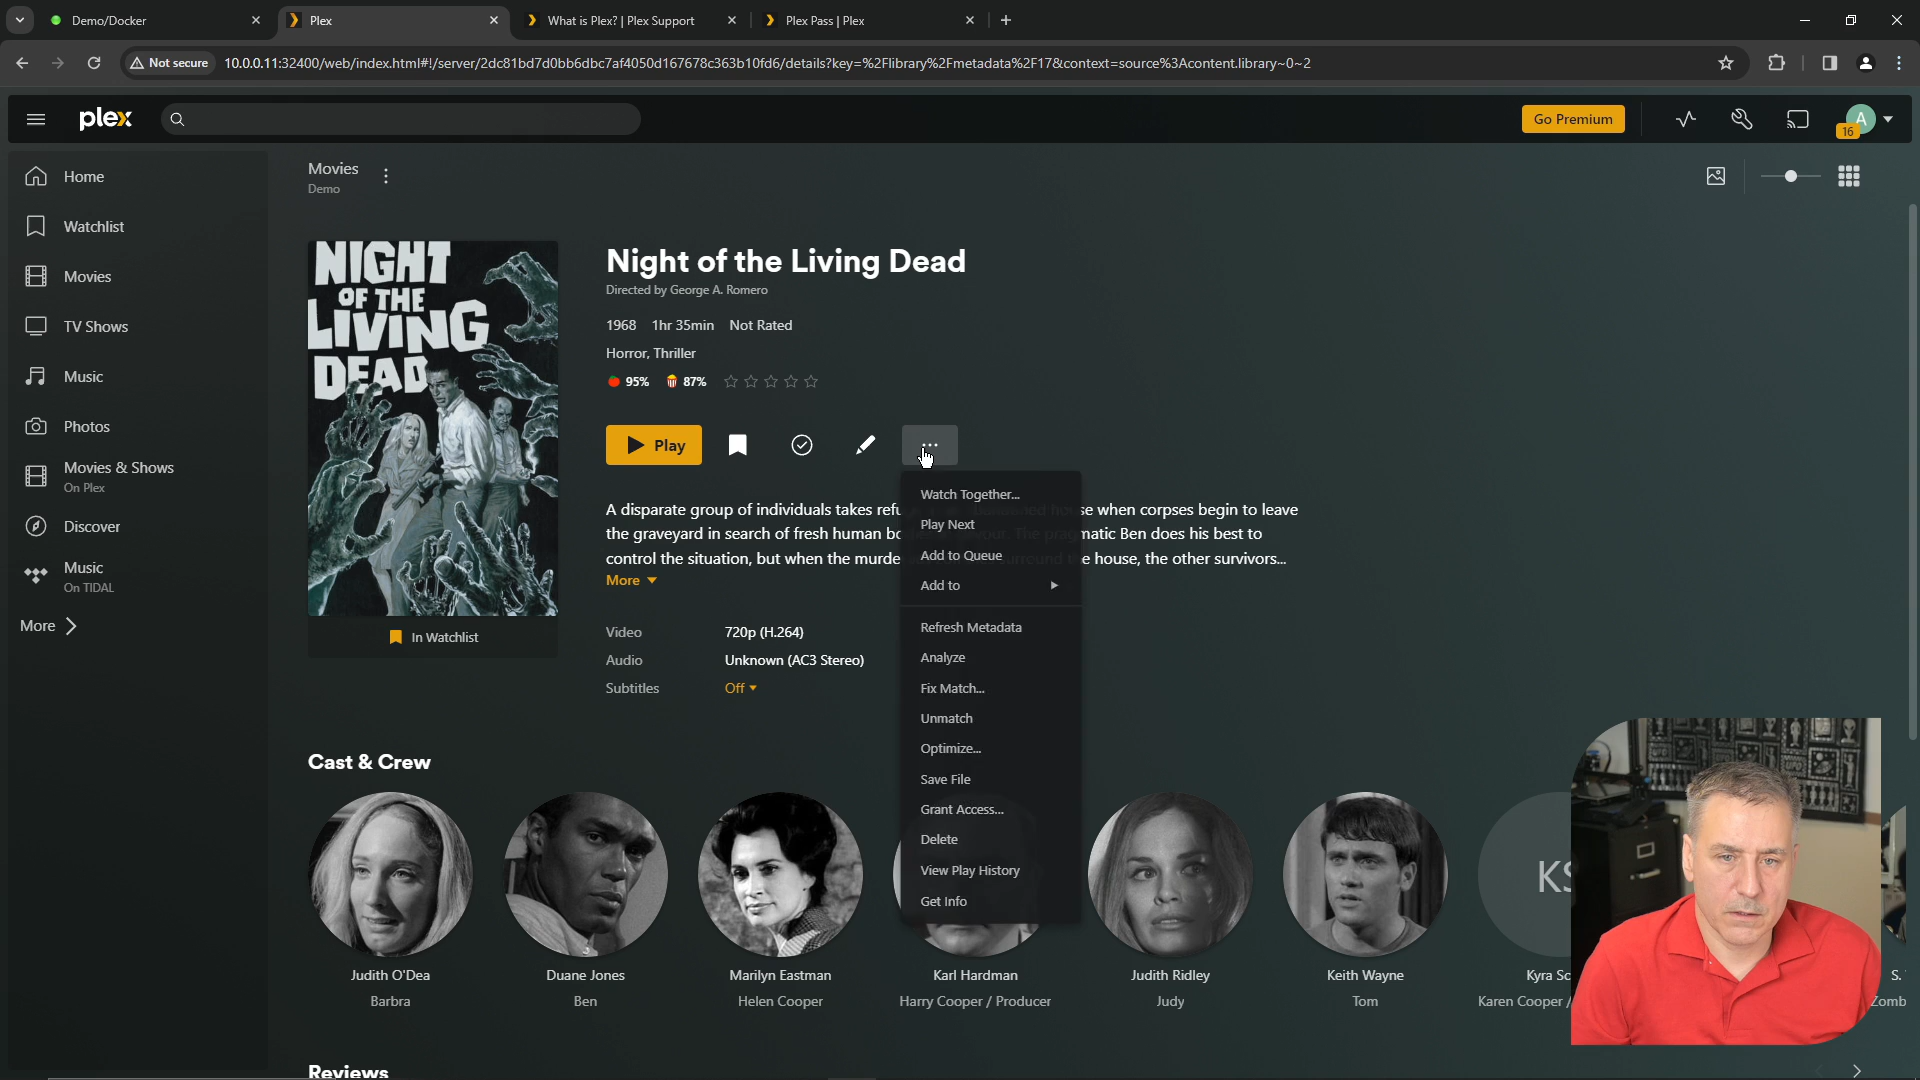 Demo/Docker
Plex
What is Plex? | Plex Support
Plex Pass | Plex
Not secure
10.0.0.11:32400/web/index.html#!/server/2dc81bd7d0bb6dbc7af4050d167678c363b10fd6/details?key=%2Flibrary%2Fmetadata%2F17&context=source%3Acontent.library~0~2
plex
Go Premium
A
16
Home
Watchlist
Movies
TV Shows
Music
Photos
Movies & Shows
On Plex
Discover
Music
On TIDAL
More
Movies
Demo
NIGHT
OF THE
LIVING
DEAD
In Watchlist
Night of the Living Dead
Directed by George A. Romero
1968 1hr 35min Not Rated
Horror, Thriller
95% 87%
Play
A disparate group of individuals takes when corpses begin to leave
the graveyard in search of fresh human Ben does his best to
control the situation, but when the house, the other survivors...
More
Video 720p (H.264)
Audio Unknown (AC3 Stereo)
Subtitles Off
Watch Together...
Play Next
Add to Queue
Add to
Refresh Metadata
Analyze
Fix Match...
Unmatch
Optimize...
Save File
Grant Access...
Delete
View Play History
Get Info
Cast & Crew
KS
Judith O'Dea
Barbra
Duane Jones
Ben
Marilyn Eastman
Helen Cooper
Karl Hardman
Harry Cooper / Producer
Judith Ridley
Judy
Keith Wayne
Tom
Kyra
Karen Cooper /
S.
Reviews